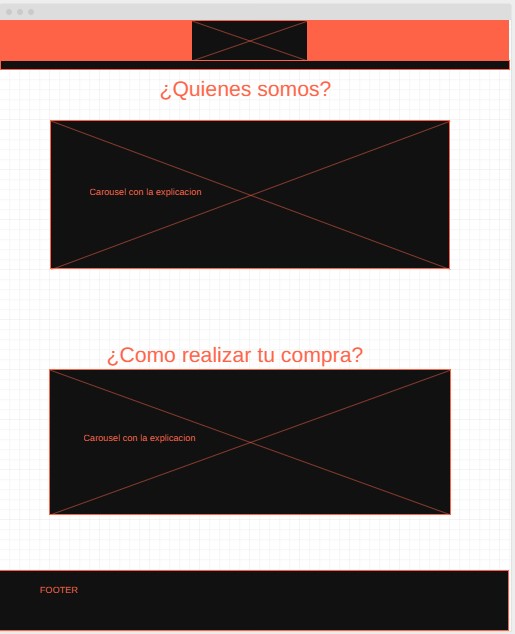 ¿Quienes somos?
Carousel con la explicacion
¿Como realizar tu compra?
Carousel con la explicacion
FOOTER